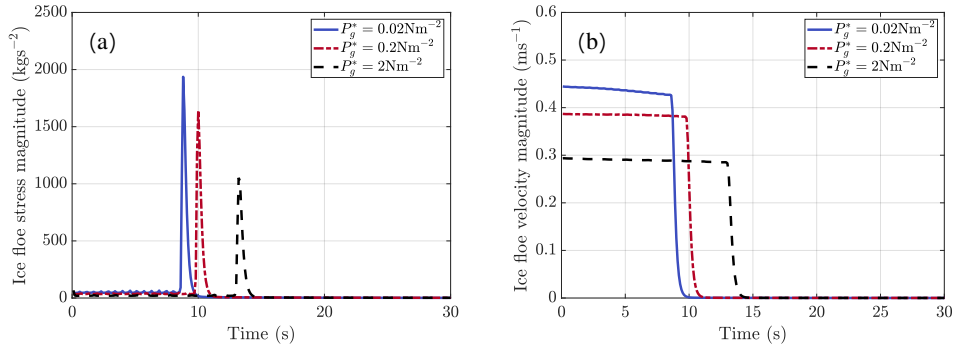 (a)
P*g = 0.02Nm⁻²
P*g = 0.2Nm⁻²
P*g = 2Nm⁻²
Ice floe stress magnitude (kgs⁻²)
2500
2000
1500
1000
500
0
0 10 20 30
Time (s)
(b)
P*g = 0.02Nm⁻²
P*g = 0.2Nm⁻²
P*g = 2Nm⁻²
Ice floe velocity magnitude (ms⁻¹)
0.6
0.5
0.4
0.3
0.2
0.1
0
0 5 10 15 20 25 30
Time (s)